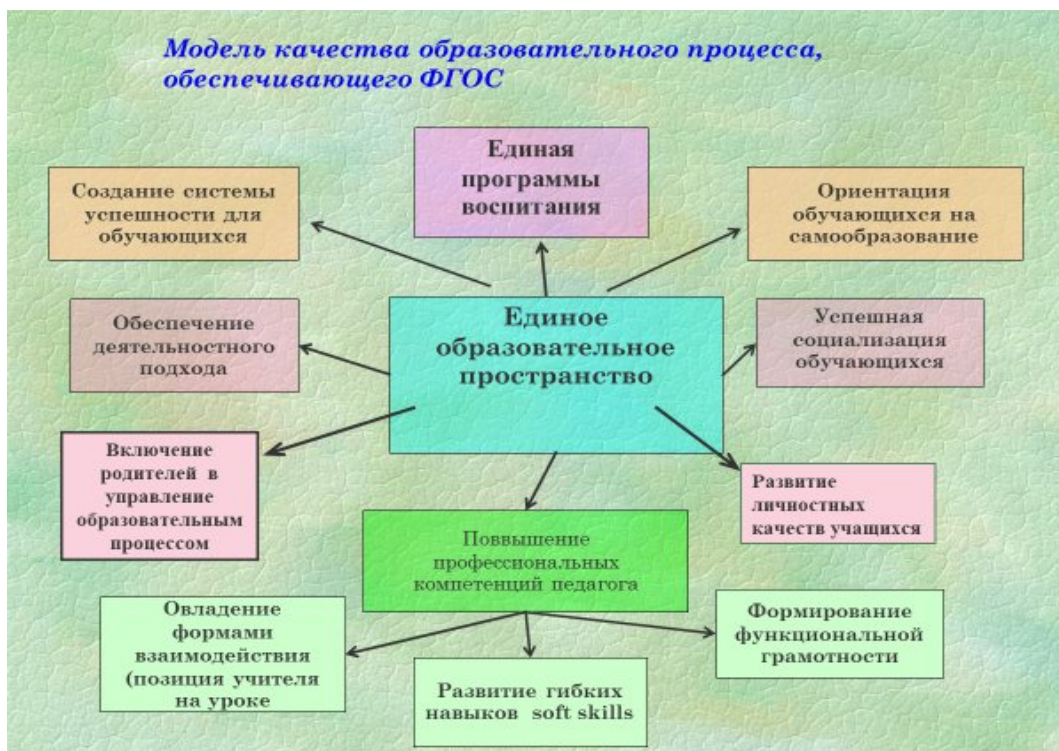 Модель качества образовательного процесса,
обеспечивающего ФГОС
Единая
программы
воспитания
Создание системы
успешности для
обучающихся
Ориентация
обучающихся на
самообразование
Единое
образовательное
пространство
Обеспечение
деятельностного
подхода
Успешная
социализация
обучающихся
Включение
родителей в
управление
образовательным
процессом
Развитие
личностных
качеств учащихся
Поввышение
профессиональных
компетенций педагога
Овладение
формами
взаимодействия
(позиция учителя
на уроке
Развитие гибких
навыков soft skills
Формирование
функциональной
грамотности